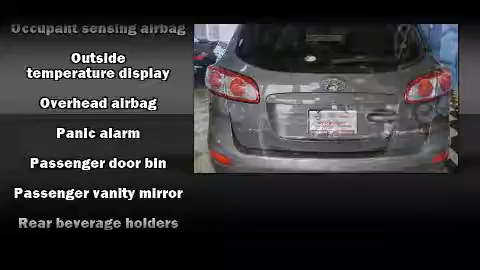 Occupant sensing airbag
Outside
temperature display
Overhead airbag
Panic alarm
Passenger door bin
Passenger vanity mirror
Rear beverage holders